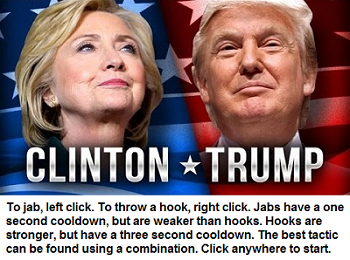 CLINTON ★ TRUMP
To jab, left click. To throw a hook, right click. Jabs have a one
second cooldown, but are weaker than hooks. Hooks are
stronger, but have a three second cooldown. The best tactic
can be found using a combination. Click anywhere to start.